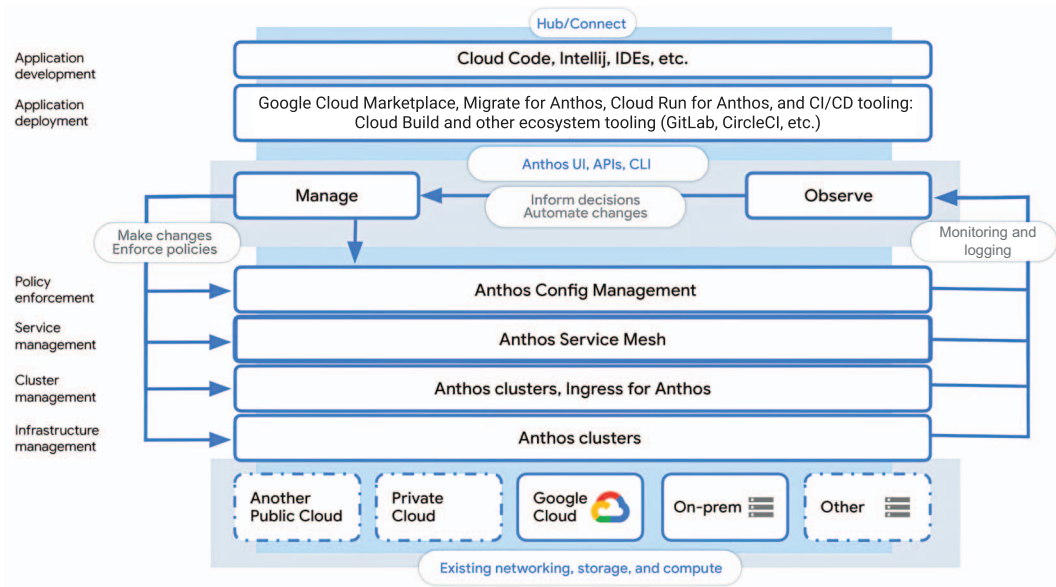 Hub/Connect
Application
development
Cloud Code, Intellij, IDEs, etc.
Application
deployment
Google Cloud Marketplace, Migrate for Anthos, Cloud Run for Anthos, and CI/CD tooling:
Cloud Build and other ecosystem tooling (GitLab, CircleCI, etc.)
Anthos UI, APIs, CLI
Manage
Inform decisions
Automate changes
Observe
Make changes
Enforce policies
Monitoring and
logging
Policy
enforcement
Anthos Config Management
Service
management
Anthos Service Mesh
Cluster
management
Anthos clusters, Ingress for Anthos
Infrastructure
management
Anthos clusters
Another
Public Cloud
Private
Cloud
Google
Cloud
On-prem
Other
Existing networking, storage, and compute